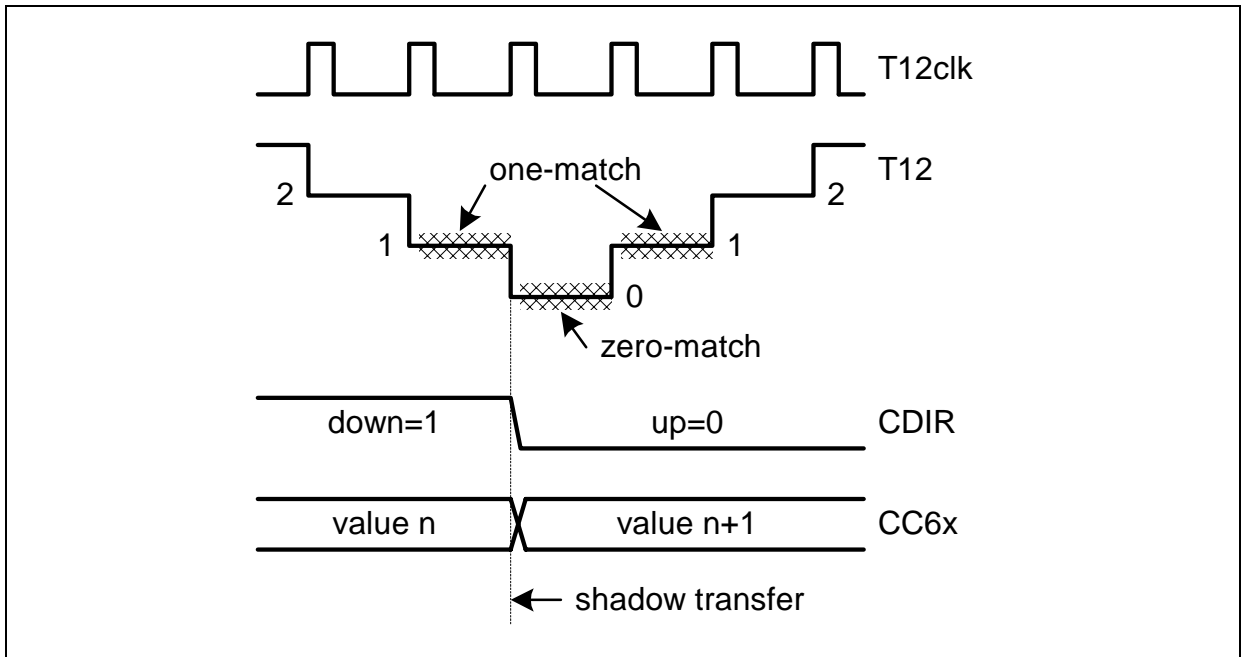 T12clk
T12
one-match
2
2
1
1
0
zero-match
down=1
up=0
CDIR
value n
value n+1
CC6x
shadow transfer